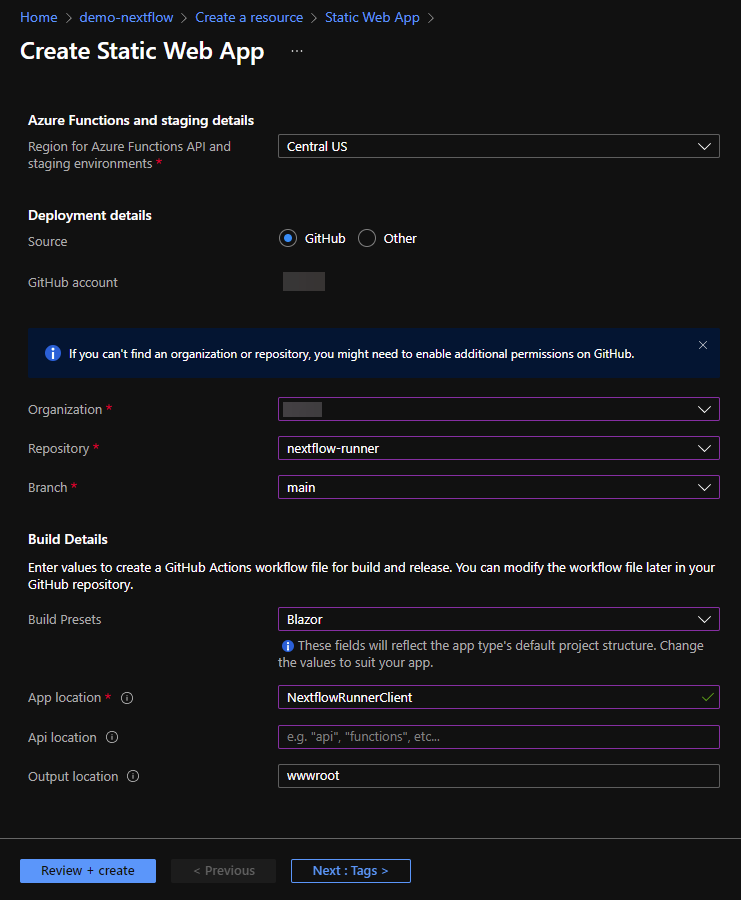 Home > demo-nextflow > Create a resource > Static Web App >
Create Static Web App ...
Azure Functions and staging details
Region for Azure Functions API and
staging environments *
Central US
Deployment details
Source
GitHub
Other
GitHub account
If you can't find an organization or repository, you might need to enable additional permissions on GitHub.
Organization *
Repository *
nextflow-runner
Branch *
main
Build Details
Enter values to create a GitHub Actions workflow file for build and release. You can modify the workflow file later in your
GitHub repository.
Build Presets
Blazor
These fields will reflect the app type's default project structure. Change
the values to suit your app.
App location *
NextflowRunnerClient
Api location
e.g. "api", "functions", etc...
Output location
wwwroot
Review + create
< Previous
Next : Tags >